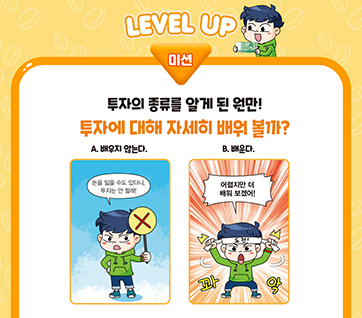 LEVEL UP
미션
투자의 종류를 알게 된 원만!
투자에 대해 자세히 배워 볼까?
A. 배우지 않는다.
B. 배운다.
돈을 잃을 수도 있다니,
투자는 안 할래!
어렵지만 더
배워 보겠어!
꽈
악